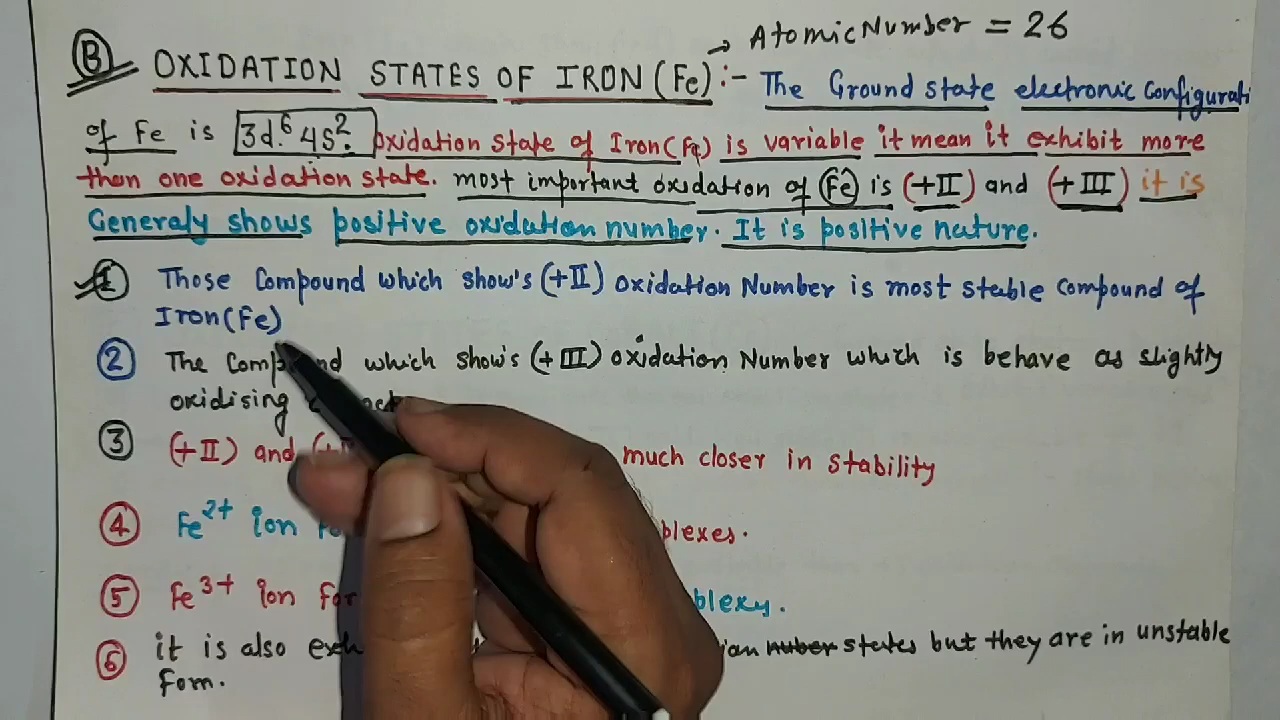 → Atomic Number = 26
(B) OXIDATION STATES OF IRON (Fe) :- The Ground state electronic Configurati
of Fe is 3d⁶ 4s². oxidation state of Iron(Fe) is variable it mean it exhibit more
then one oxidation state. most important oxidation of (Fe) is (+II) and (+III) it is
Generaly shows positive oxidation number. It is positive nature.
(1) Those Compound which show's (+II) oxidation Number is most stable compound of
Iron(Fe)
(2) The Compound which show's (+III) oxidation Number which is behave as slightly
oxidising
(3) (+II) and much closer in stability
(4) Fe²⁺ ion
(5) Fe³⁺ ion
(6) it is also states but they are in unstable
Form.